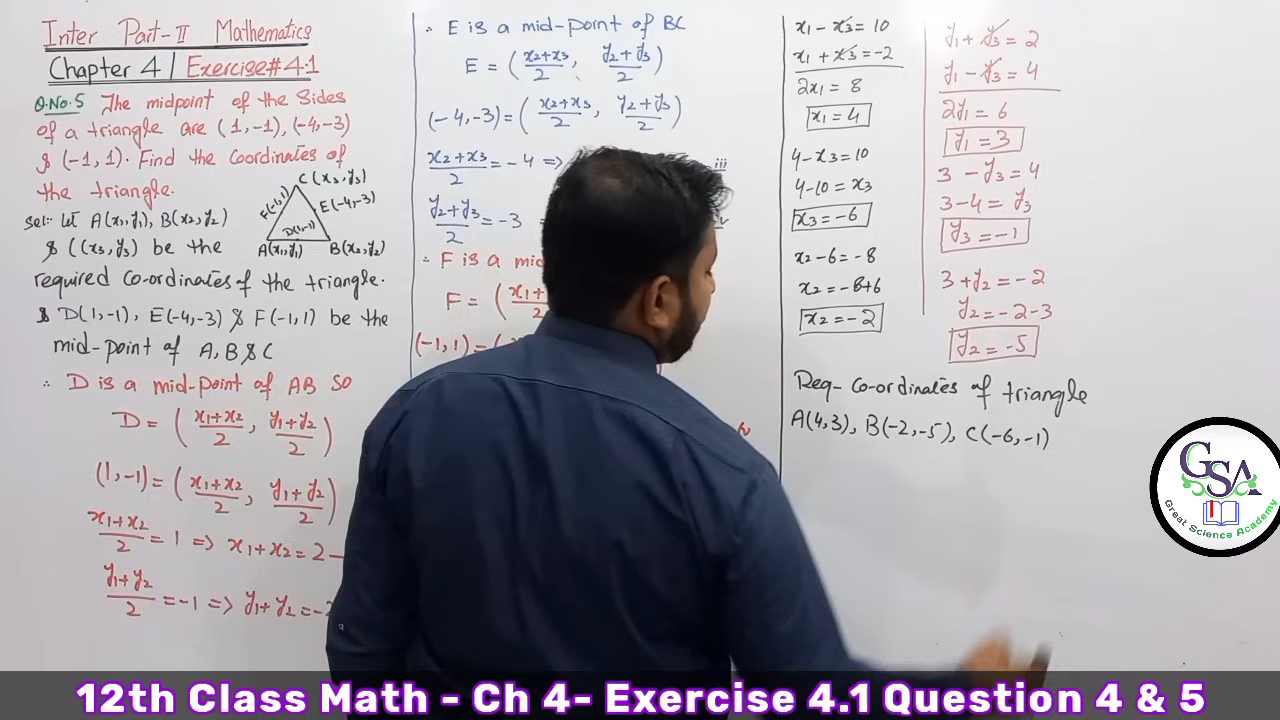 Inter Part-II Mathematics
Chapter 4 | Exercise#4.1
Q.No.5 The midpoint of the Sides
of a triangle are (1,-1), (-4,-3)
& (-1, 1). Find the Coordinates of
the triangle.
Sol:- let A(x₁,y₁), B(x₂,y₂)
& C(x₃,y₃) be the
required Co-ordinates of the triangle.
& D(1,-1), E(-4,-3) & F(-1,1) be the
mid-point of A, B & C
C(x₃,y₃)
F(-1,1)
E(-4,-3)
D(1,-1)
A(x₁,y₁)
B(x₂,y₂)
∴ D is a mid-point of AB So
D = ( x₁+x₂/2 , y₁+y₂/2 )
(1,-1) = ( x₁+x₂/2 , y₁+y₂/2 )
x₁+x₂/2 = 1 => x₁+x₂ = 2
y₁+y₂/2 = -1 => y₁+y₂ = -2
∴ E is a mid-point of BC
E = ( x₂+x₃/2 , y₂+y₃/2 )
(-4,-3) = ( x₂+x₃/2 , y₂+y₃/2 )
x₂+x₃/2 = -4 => iii
y₂+y₃/2 = -3
∴ F is a
F = (
(-1,1) = (
x₁ - x₃ = 10
x₁ + x₃ = -2
2x₁ = 8
x₁ = 4
4 - x₃ = 10
4 - 10 = x₃
x₃ = -6
x₂ - 6 = -8
x₂ = -8+6
x₂ = -2
y₁ + y₃ = 2
y₁ - y₃ = 4
2y₁ = 6
y₁ = 3
3 - y₃ = 4
3 - 4 = y₃
y₃ = -1
3 + y₂ = -2
y₂ = -2 - 3
y₂ = -5
Req- Co-ordinates of triangle
A(4,3), B(-2,-5), C(-6,-1)
GSA
Great Science Academy
12th Class Math - Ch 4- Exercise 4.1 Question 4 & 5